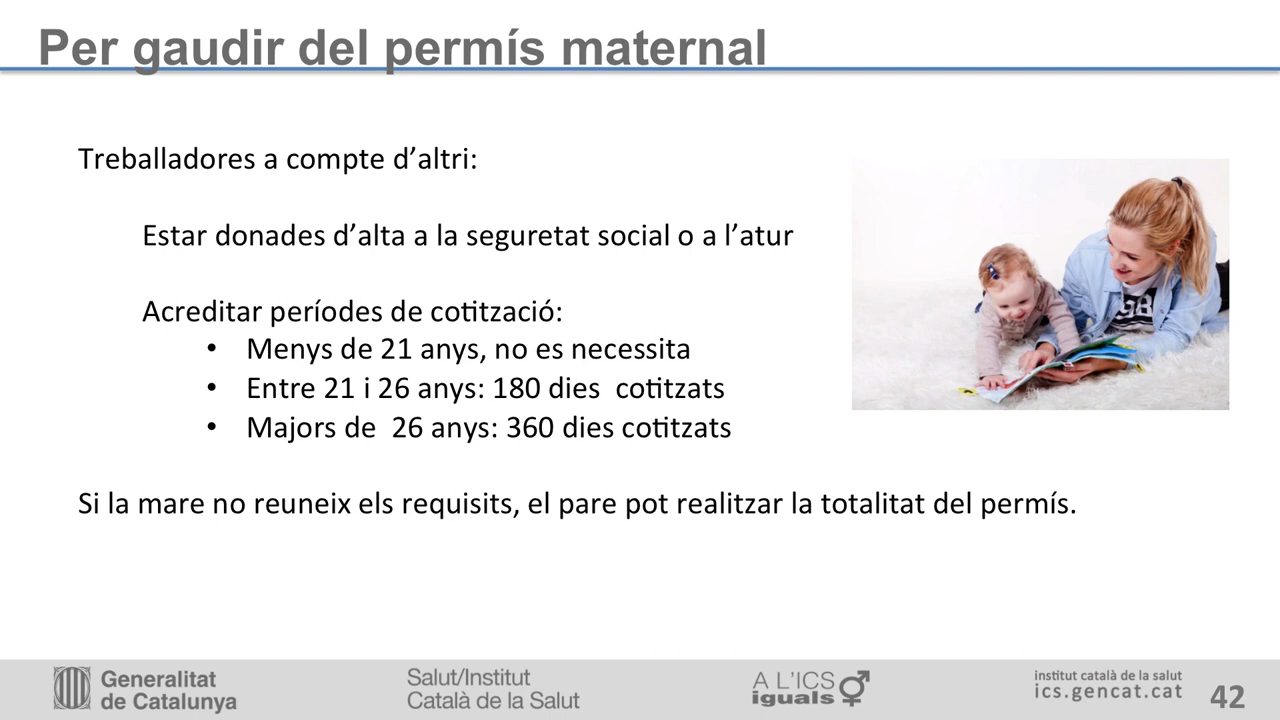 Per gaudir del permís maternal
Treballadores a compte d’altri:
Estar donades d’alta a la seguretat social o a l’atur
Acreditar períodes de cotització:
• Menys de 21 anys, no es necessita
• Entre 21 i 26 anys: 180 dies cotitzats
• Majors de 26 anys: 360 dies cotitzats
Si la mare no reuneix els requisits, el pare pot realitzar la totalitat del permís.
Generalitat
de Catalunya
Salut/Institut
Català de la Salut
A L'ICS
iguals
institut català de la salut
ics.gencat.cat
42